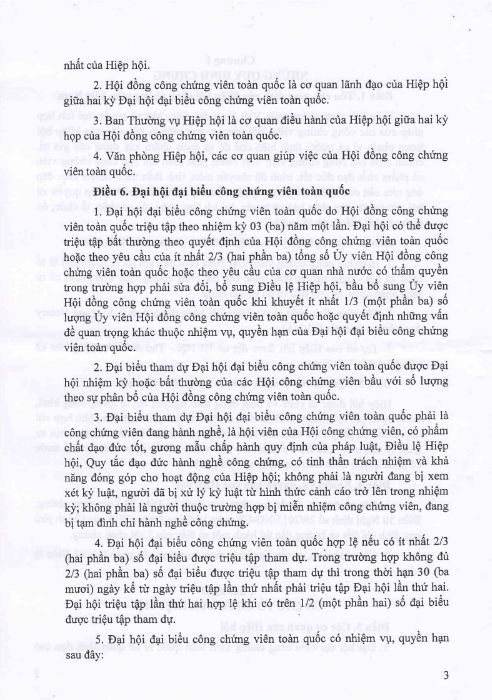 nhất của Hiệp hội.
2. Hội đồng công chứng viên toàn quốc là cơ quan lãnh đạo của Hiệp hội
giữa hai kỳ Đại hội đại biểu công chứng viên toàn quốc.
3. Ban Thường vụ Hiệp hội là cơ quan điều hành của Hiệp hội giữa hai kỳ
họp của Hội đồng công chứng viên toàn quốc.
4. Văn phòng Hiệp hội, các cơ quan giúp việc của Hội đồng công chứng
viên toàn quốc.
Điều 6. Đại hội đại biểu công chứng viên toàn quốc
1. Đại hội đại biểu công chứng viên toàn quốc do Hội đồng công chứng
viên toàn quốc triệu tập theo nhiệm kỳ 03 (ba) năm một lần. Đại hội có thể được
triệu tập bất thường theo quyết định của Hội đồng công chứng viên toàn quốc
hoặc theo yêu cầu của ít nhất 2/3 (hai phần ba) tổng số Ủy viên Hội đồng công
chứng viên toàn quốc hoặc theo yêu cầu của cơ quan nhà nước có thẩm quyền
trong trường hợp phải sửa đổi, bổ sung Điều lệ Hiệp hội, bầu bổ sung Ủy viên
Hội đồng công chứng viên toàn quốc khi khuyết ít nhất 1/3 (một phần ba) số
lượng Ủy viên Hội đồng công chứng viên toàn quốc hoặc quyết định những vấn
đề quan trọng khác thuộc nhiệm vụ, quyền hạn của Đại hội đại biểu công chứng
viên toàn quốc.
2. Đại biểu tham dự Đại hội đại biểu công chứng viên toàn quốc được Đại
hội nhiệm kỳ hoặc bất thường của các Hội công chứng viên bầu với số lượng
theo sự phân bổ của Hội đồng công chứng viên toàn quốc.
3. Đại biểu tham dự Đại hội đại biểu công chứng viên toàn quốc phải là
công chứng viên đang hành nghề, là hội viên của Hội công chứng viên, có phẩm
chất đạo đức tốt, gương mẫu chấp hành quy định của pháp luật, Điều lệ Hiệp
hội, Quy tắc đạo đức hành nghề công chứng, có tinh thần trách nhiệm và khả
năng đóng góp cho hoạt động của Hiệp hội; không phải là người đang bị xem
xét kỷ luật, người đã bị xử lý kỷ luật từ hình thức cảnh cáo trở lên trong nhiệm
kỳ; không phải là người thuộc trường hợp bị miễn nhiệm công chứng viên, đang
bị tạm đình chỉ hành nghề công chứng.
4. Đại hội đại biểu công chứng viên toàn quốc hợp lệ nếu có ít nhất 2/3
(hai phần ba) số đại biểu được triệu tập tham dự. Trong trường hợp không đủ
2/3 (hai phần ba) số đại biểu được triệu tập tham dự thì trong thời hạn 30 (ba
mươi) ngày kể từ ngày triệu tập lần thứ nhất phải triệu tập Đại hội lần thứ hai.
Đại hội triệu tập lần thứ hai hợp lệ khi có trên 1/2 (một phần hai) số đại biểu
được triệu tập tham dự.
5. Đại hội đại biểu công chứng viên toàn quốc có nhiệm vụ, quyền hạn
sau đây:
3